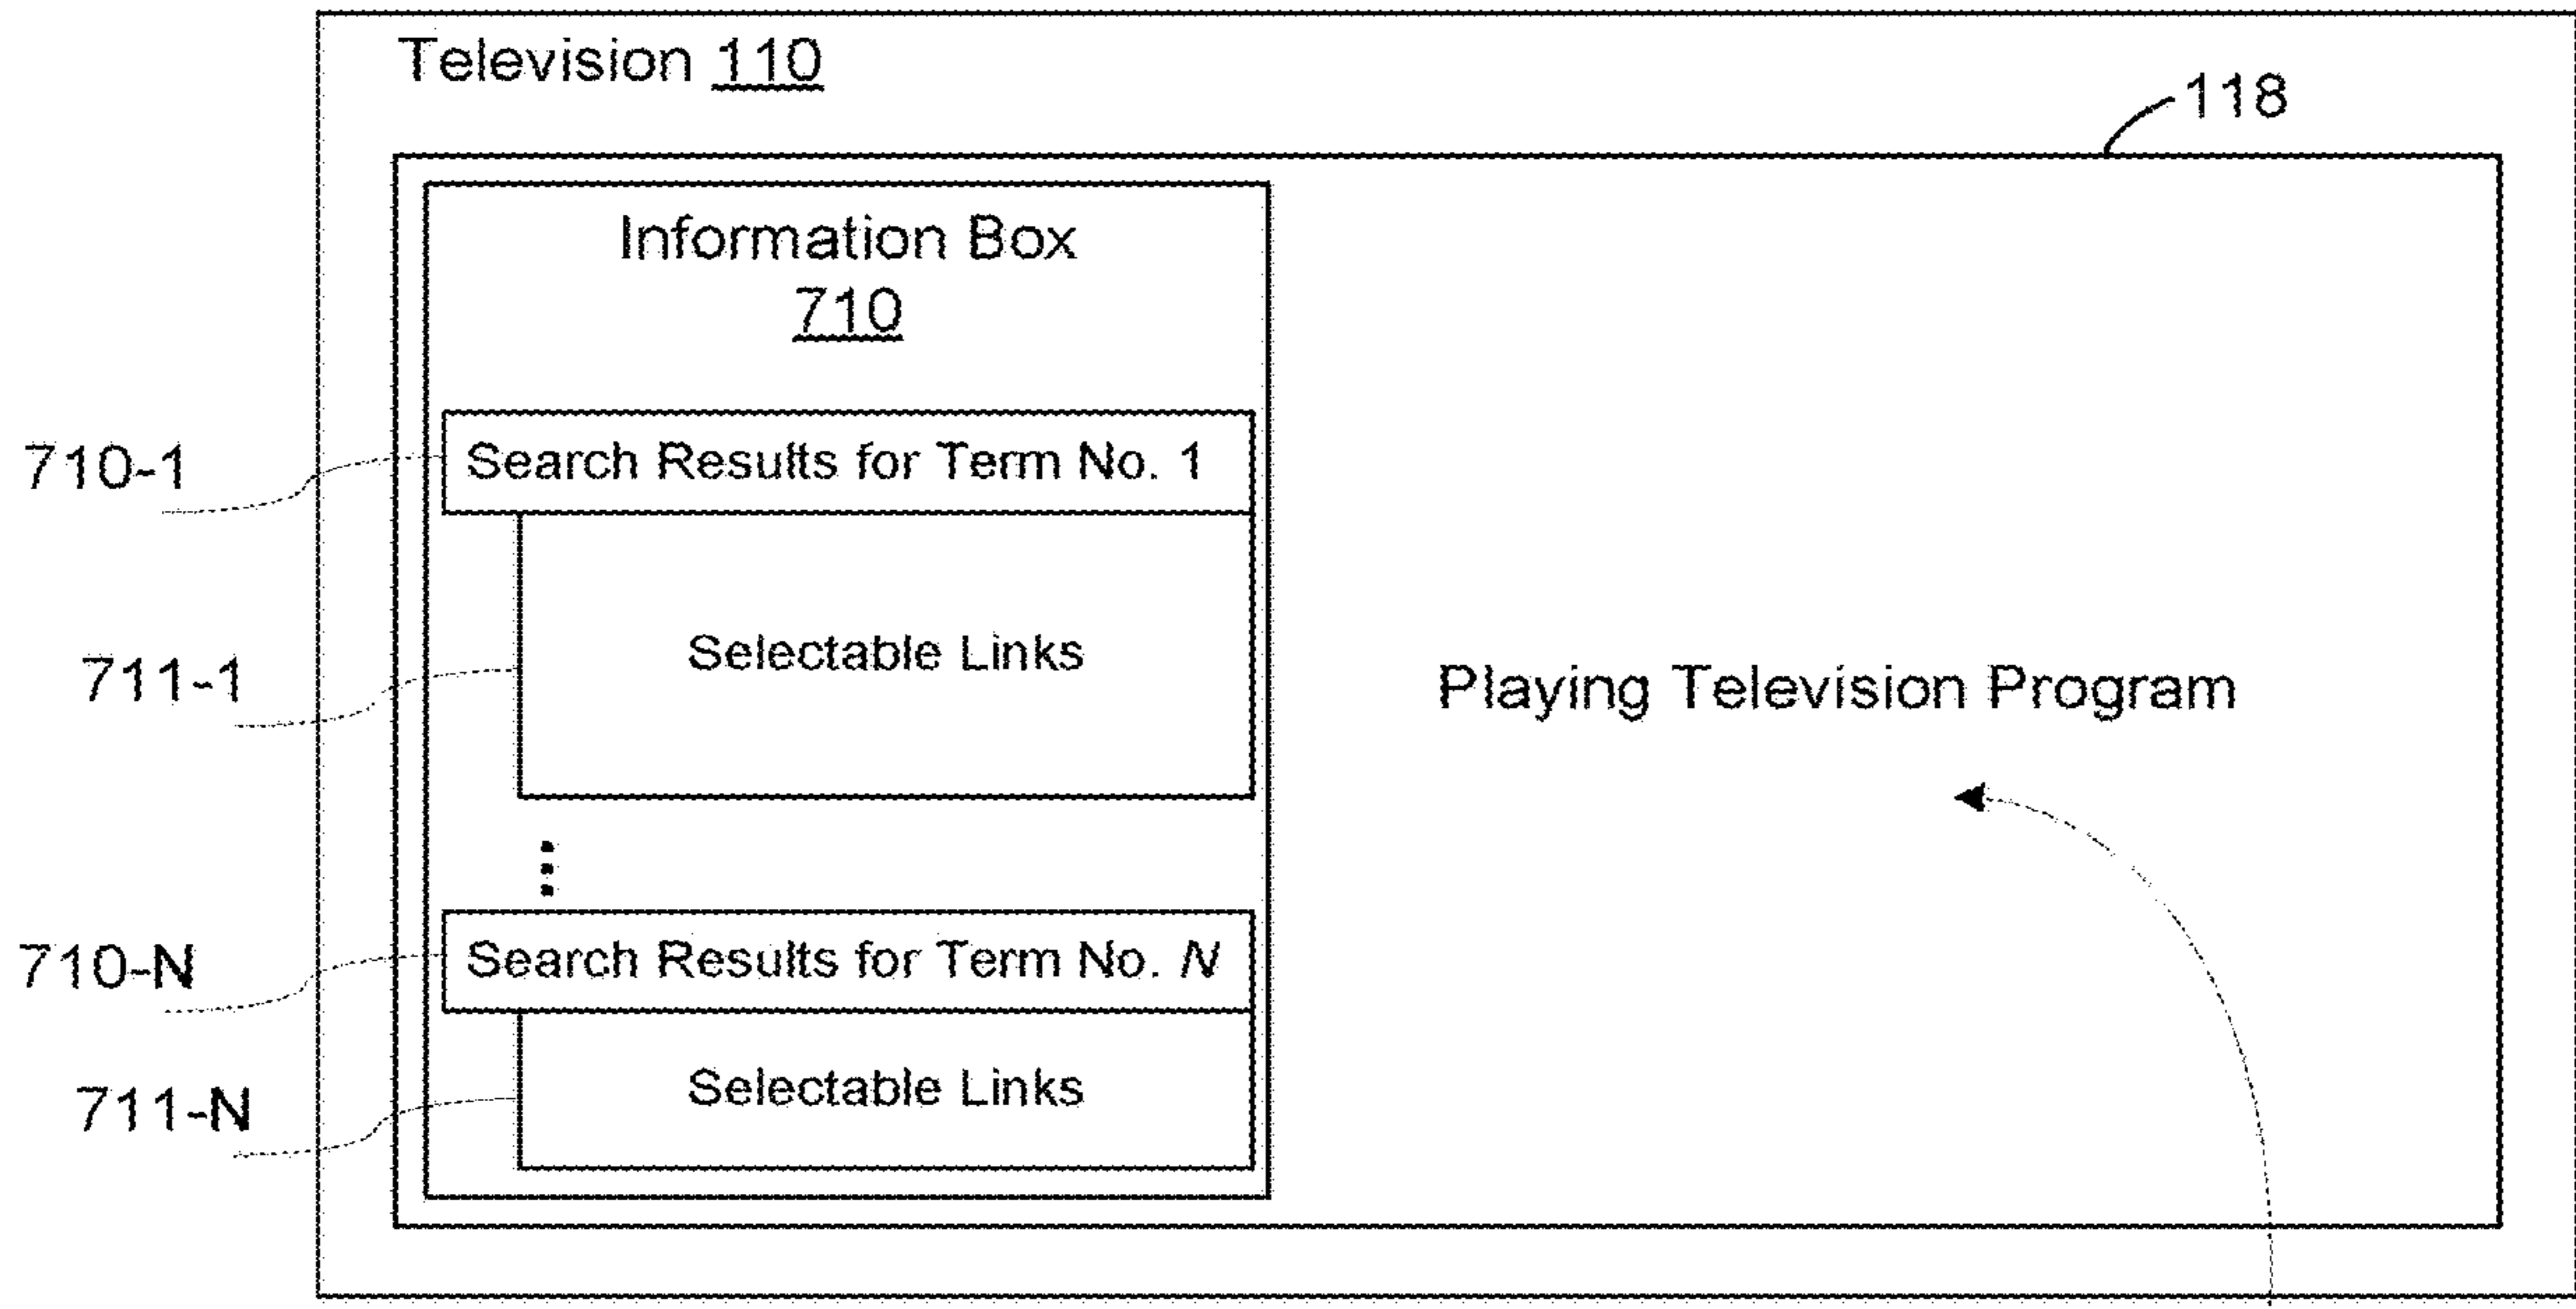 Television 110
118
Information Box
710
710-1
Search Results for Term No. 1
711-1
Selectable Links
Playing Television Program
710-N
Search Results for Term No. N
711-N
Selectable Links